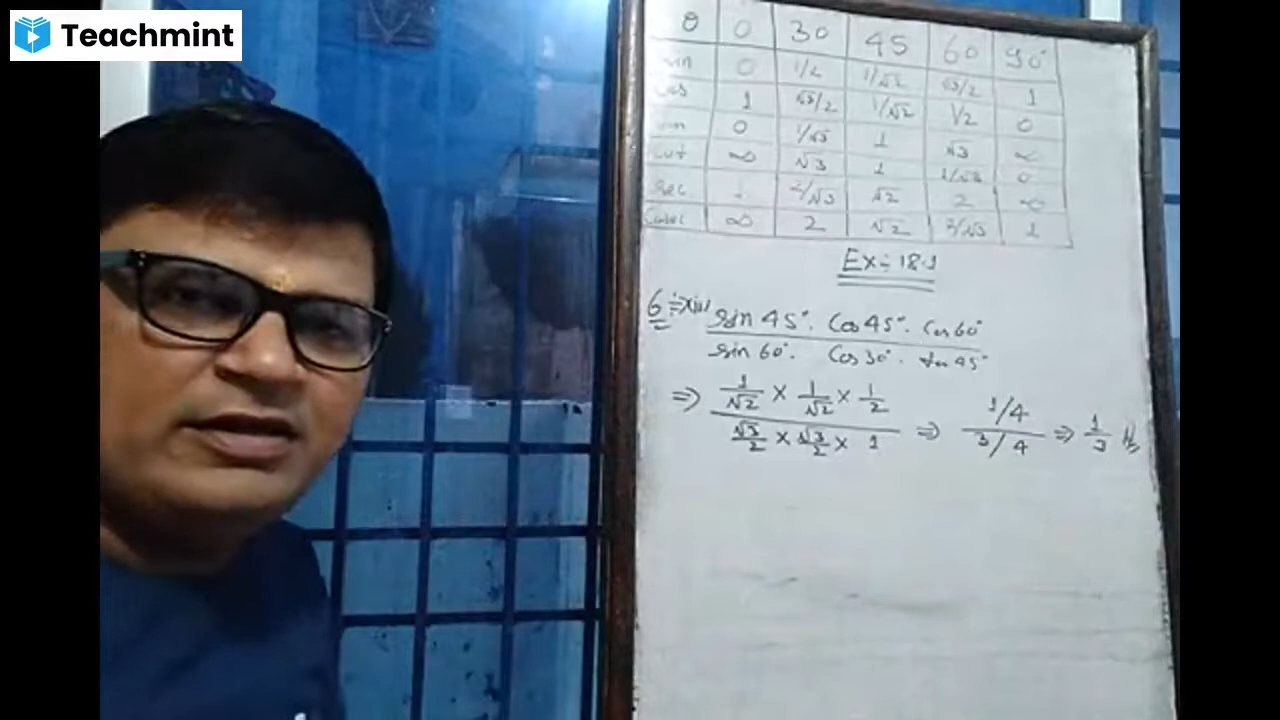 Teachmint
θ 0 30 45 60 90°
sin 0 1/2 1/√2 √3/2 1
cos 1 √3/2 1/√2 1/2 0
0 1/√3 1 √3 ∞
cot ∞ √3 1 1/√3 0
sec 2/√3 √2 2 ∞
cosec ∞ 2 √2 2/√3 1
Ex:- 18.1
6 :- xiii sin 45°. cos 45°. cos 60°
sin 60°. cos 30°. tan 45°
⇒ 1/√2 × 1/√2 × 1/2
√3/2 × √3/2 × 1 ⇒ 1/4
3/4 ⇒ 1/3